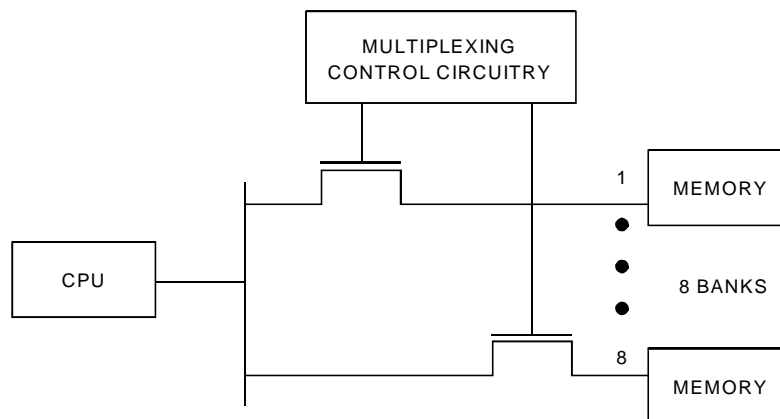 MULTIPLEXING
CONTROL CIRCUITRY
1
MEMORY
CPU
8 BANKS
8
MEMORY